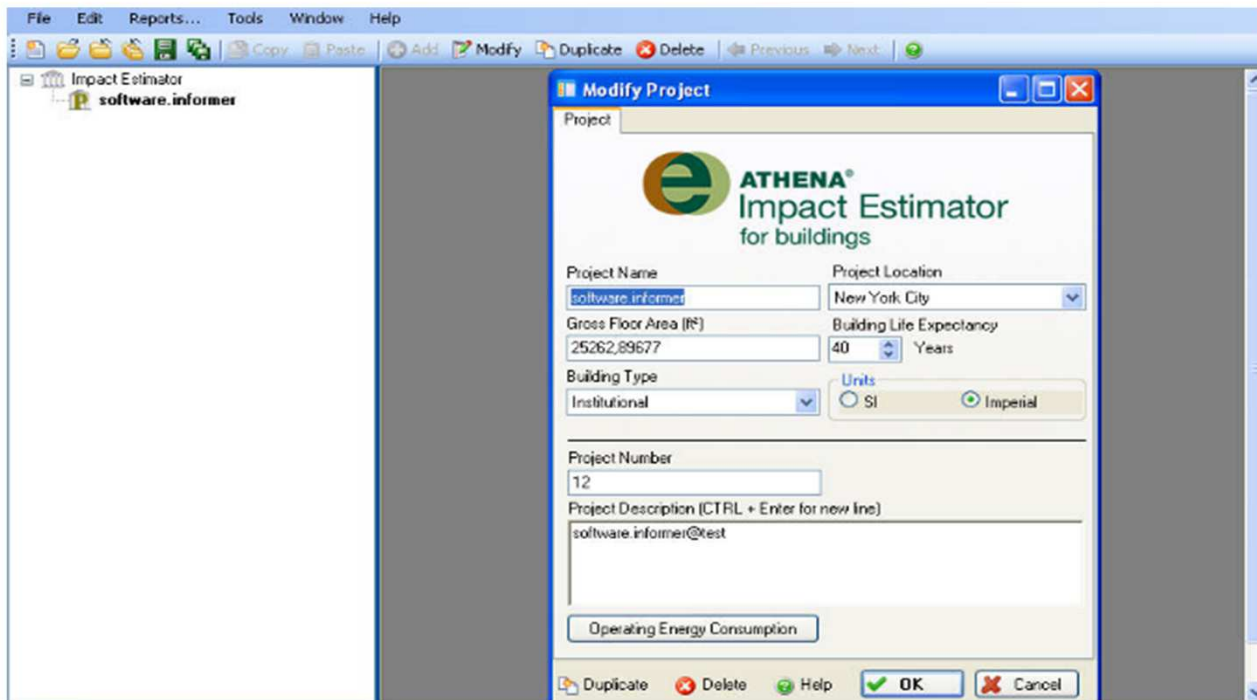 File Edit Reports... Tools Window Help
Copy Paste Add Modify Duplicate Delete Previous Next
Impact Estimator
software.informer
Modify Project
Project
ATHENA®
Impact Estimator
for buildings
Project Name Project Location
software.informer New York City
Gross Floor Area (ft²) Building Life Expectancy
25262,89677 40 Years
Building Type Units
Institutional SI Imperial
Project Number
12
Project Description (CTRL + Enter for new line)
software.informer@test
Operating Energy Consumption
Duplicate Delete Help OK Cancel